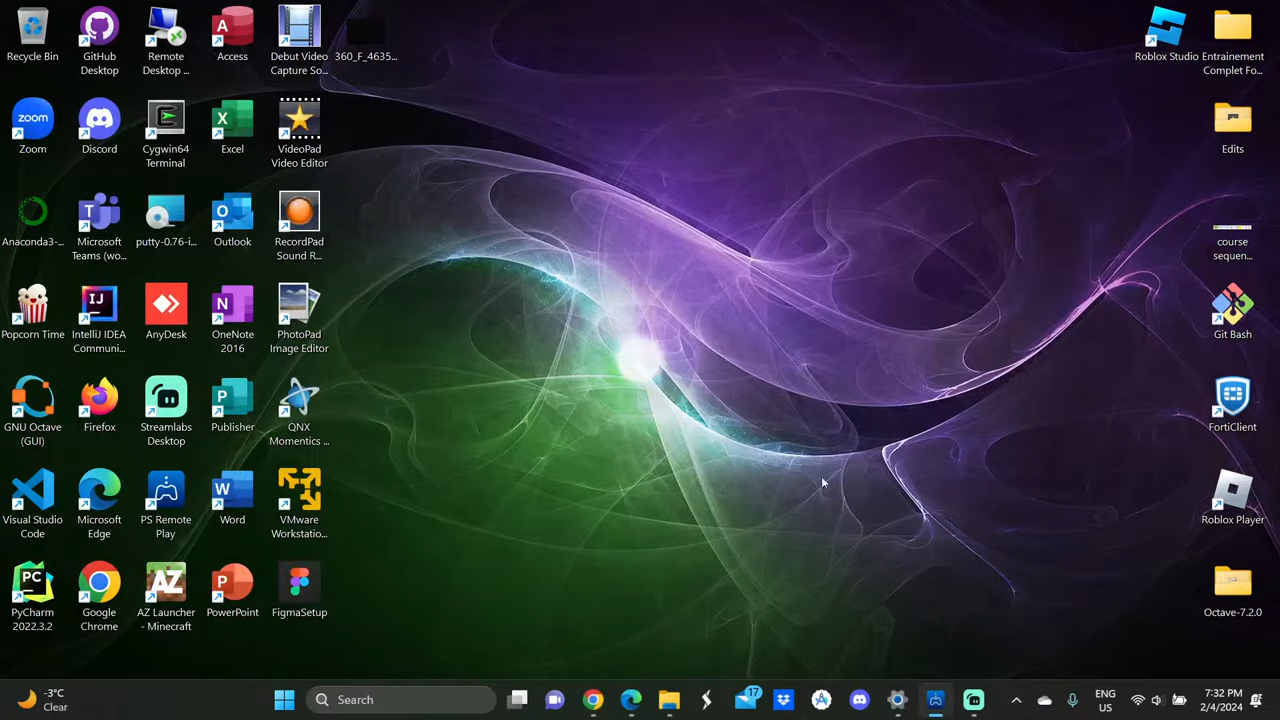 Recycle Bin
GitHub
Desktop
Remote
Desktop ...
Access
Debut Video
Capture So...
360_F_4635...
Roblox Studio
Entrainement
Complet Fo...
zoom
Zoom
Discord
Cygwin64
Terminal
Excel
VideoPad
Video Editor
Edits
Anaconda3-...
Microsoft
Teams (wo...
putty-0.76-i...
Outlook
RecordPad
Sound R...
course
sequen...
Popcorn Time
IntelliJ IDEA
Communi...
AnyDesk
OneNote
2016
PhotoPad
Image Editor
Git Bash
GNU Octave
(GUI)
Firefox
Streamlabs
Desktop
Publisher
QNX
Momentics ...
FortiClient
Visual Studio
Code
Microsoft
Edge
PS Remote
Play
Word
VMware
Workstatio...
Roblox Player
PC
PyCharm
2022.3.2
Google
Chrome
AZ
AZ Launcher
- Minecraft
PowerPoint
FigmaSetup
Octave-7.2.0
-3°C
Clear
Search
17
ENG
US
7:32 PM
2/4/2024